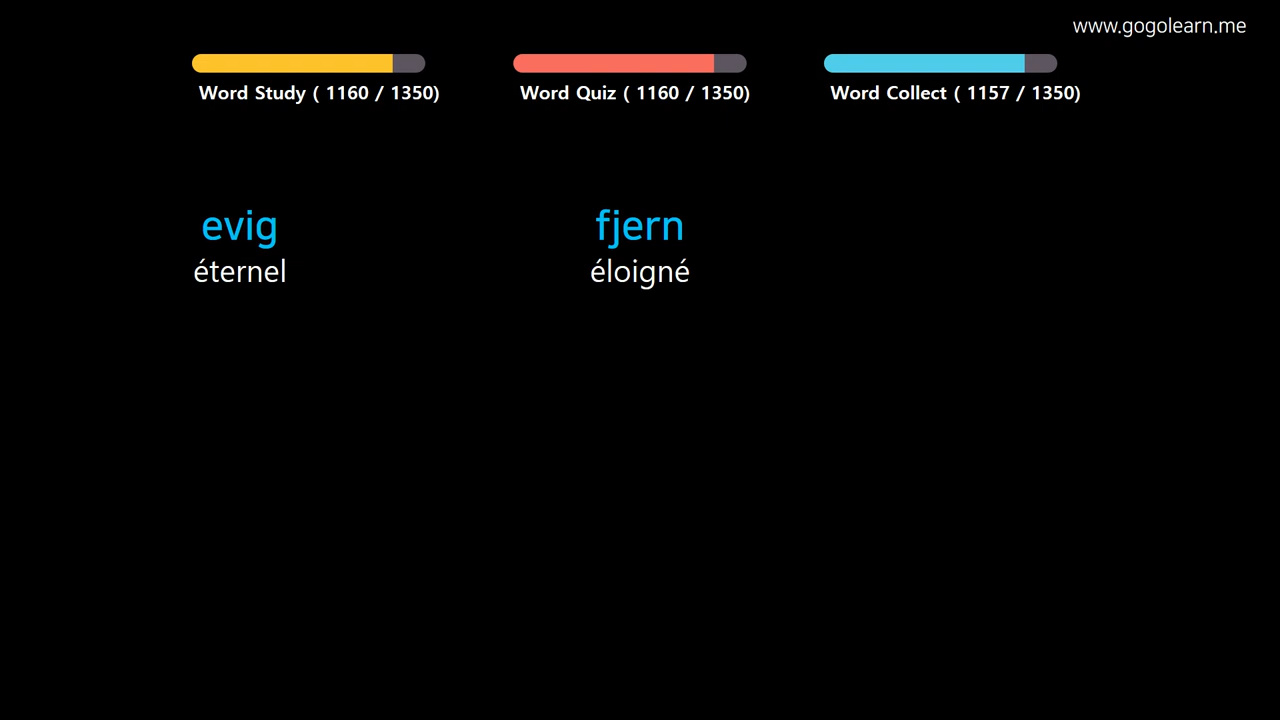 www.gogolearn.me
Word Study ( 1160 / 1350)
Word Quiz ( 1160 / 1350)
Word Collect ( 1157 / 1350)
evig
éternel
fjern
éloigné